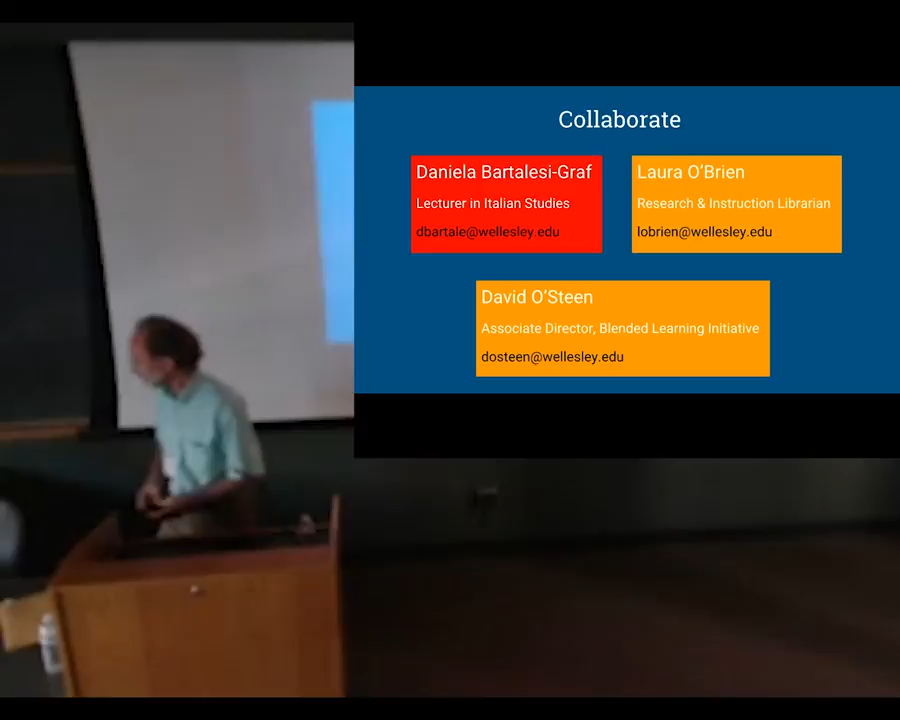 Collaborate
Daniela Bartalesi-Graf
Lecturer in Italian Studies
dbartale@wellesley.edu
Laura O'Brien
Research & Instruction Librarian
lobrien@wellesley.edu
David O'Steen
Associate Director, Blended Learning Initiative
dosteen@wellesley.edu